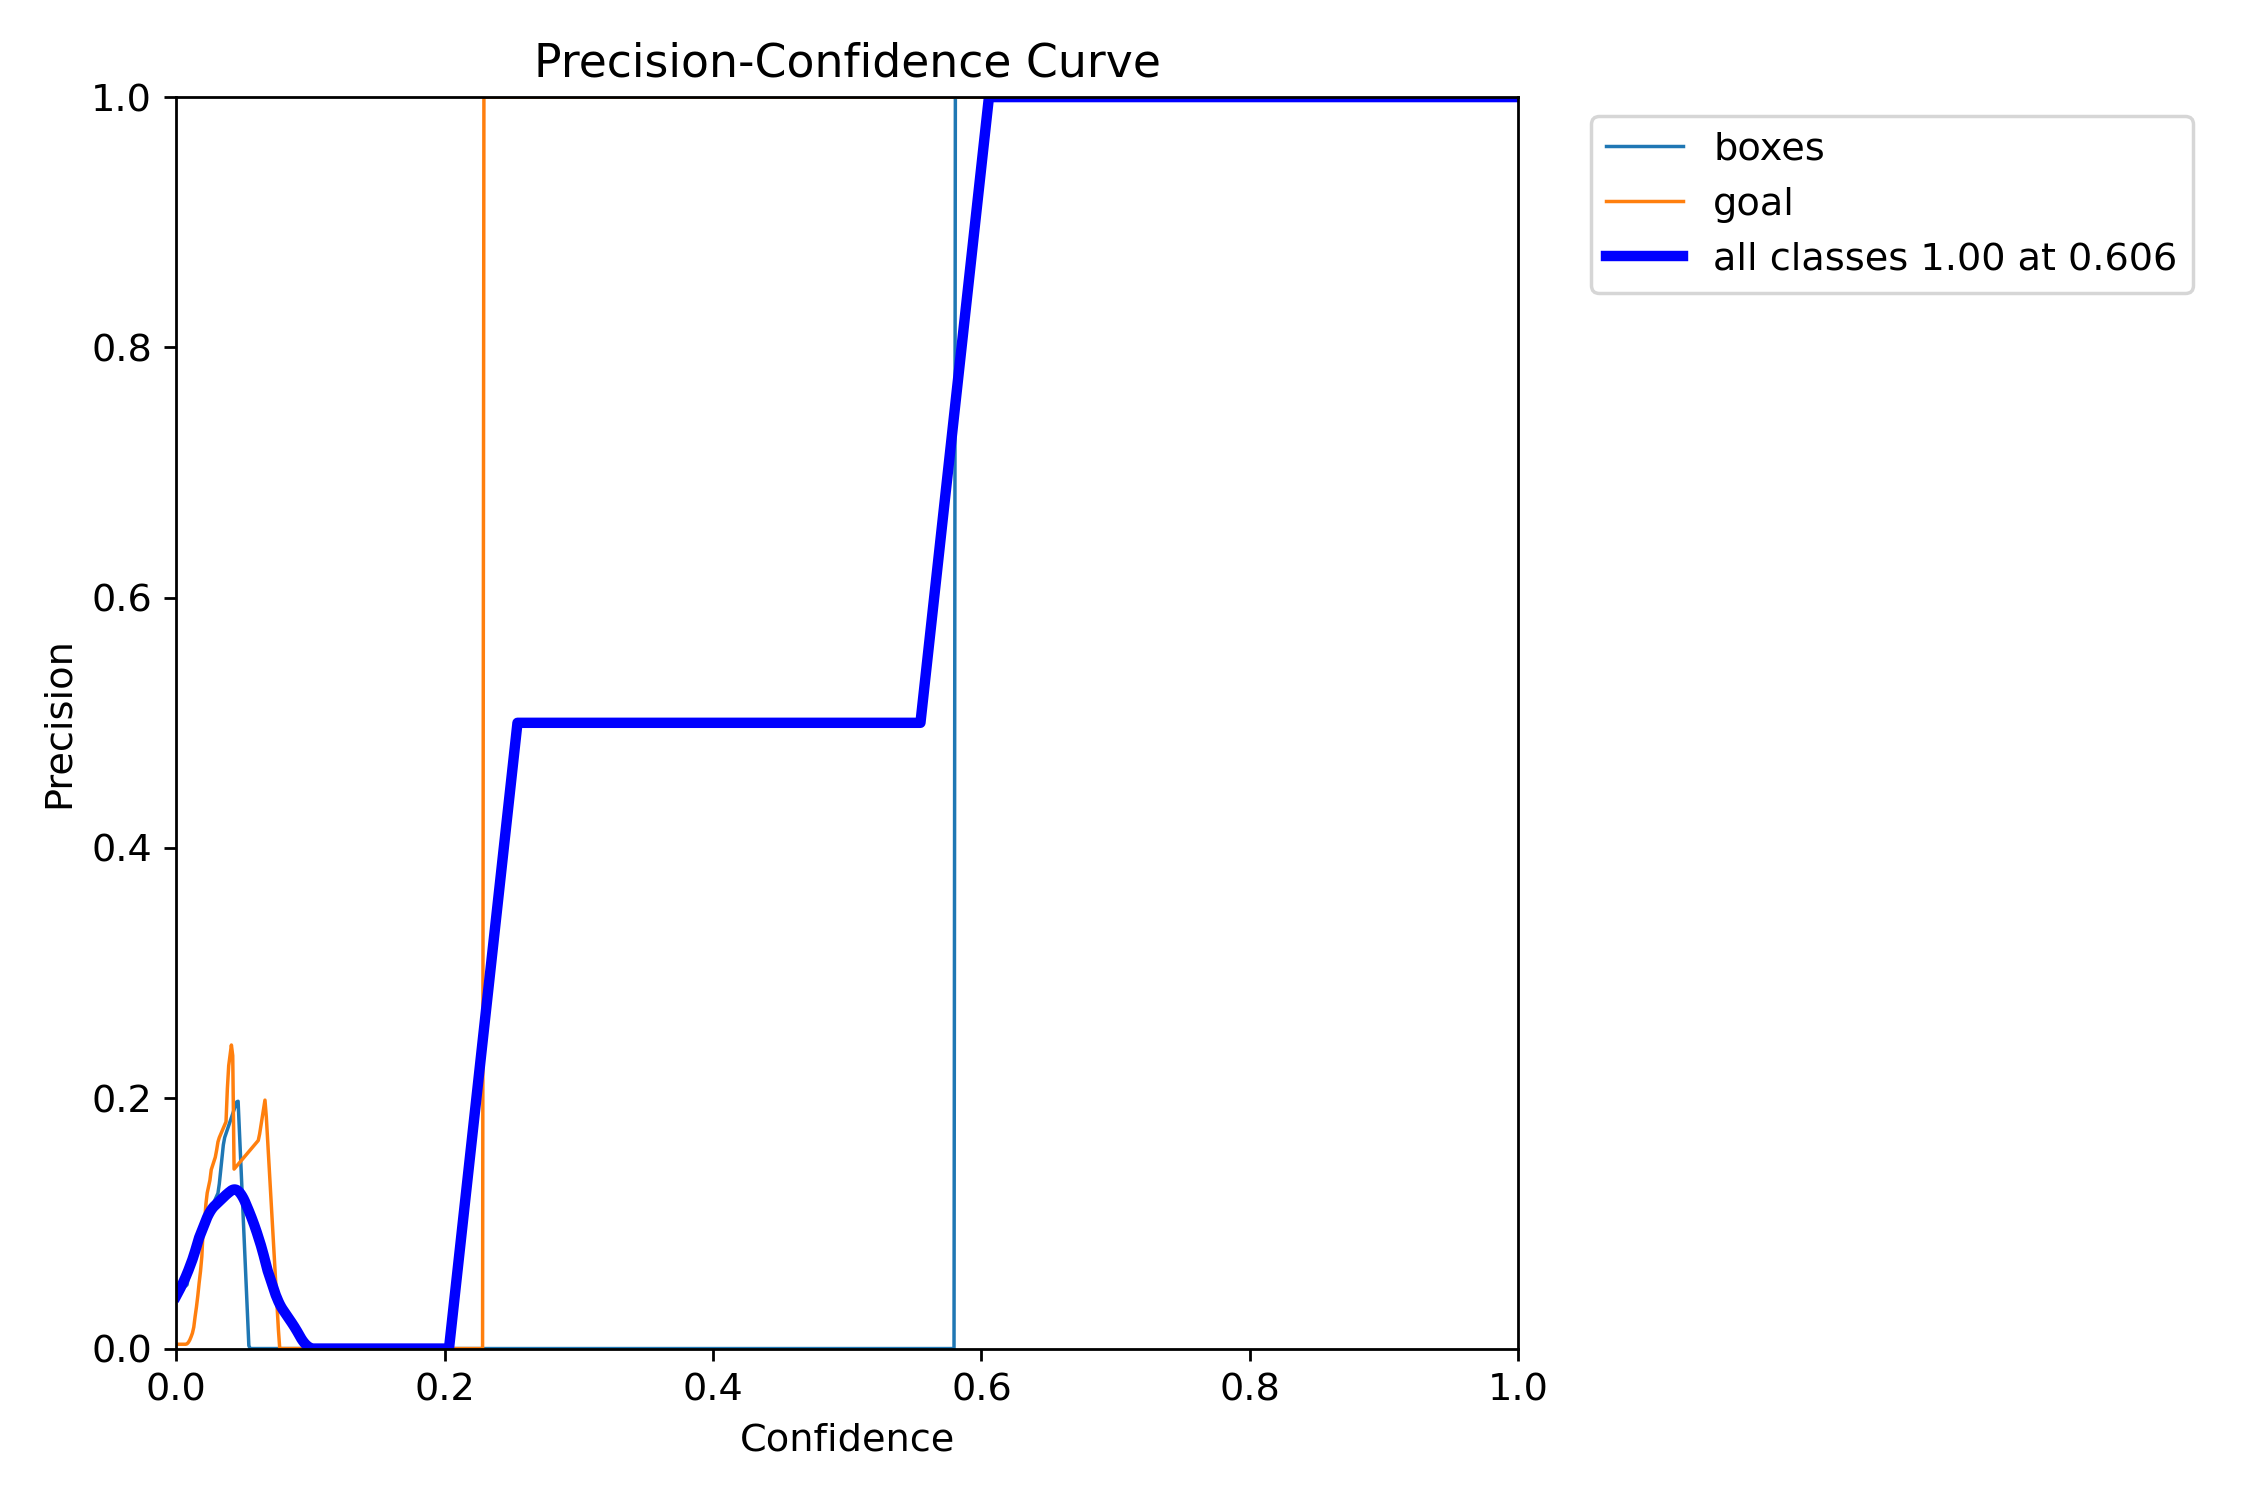 Precision-Confidence Curve
1.0
0.8
0.6
0.4
0.2
0.0
Precision
0.0 0.2 0.4 0.6 0.8 1.0
Confidence
boxes
goal
all classes 1.00 at 0.606